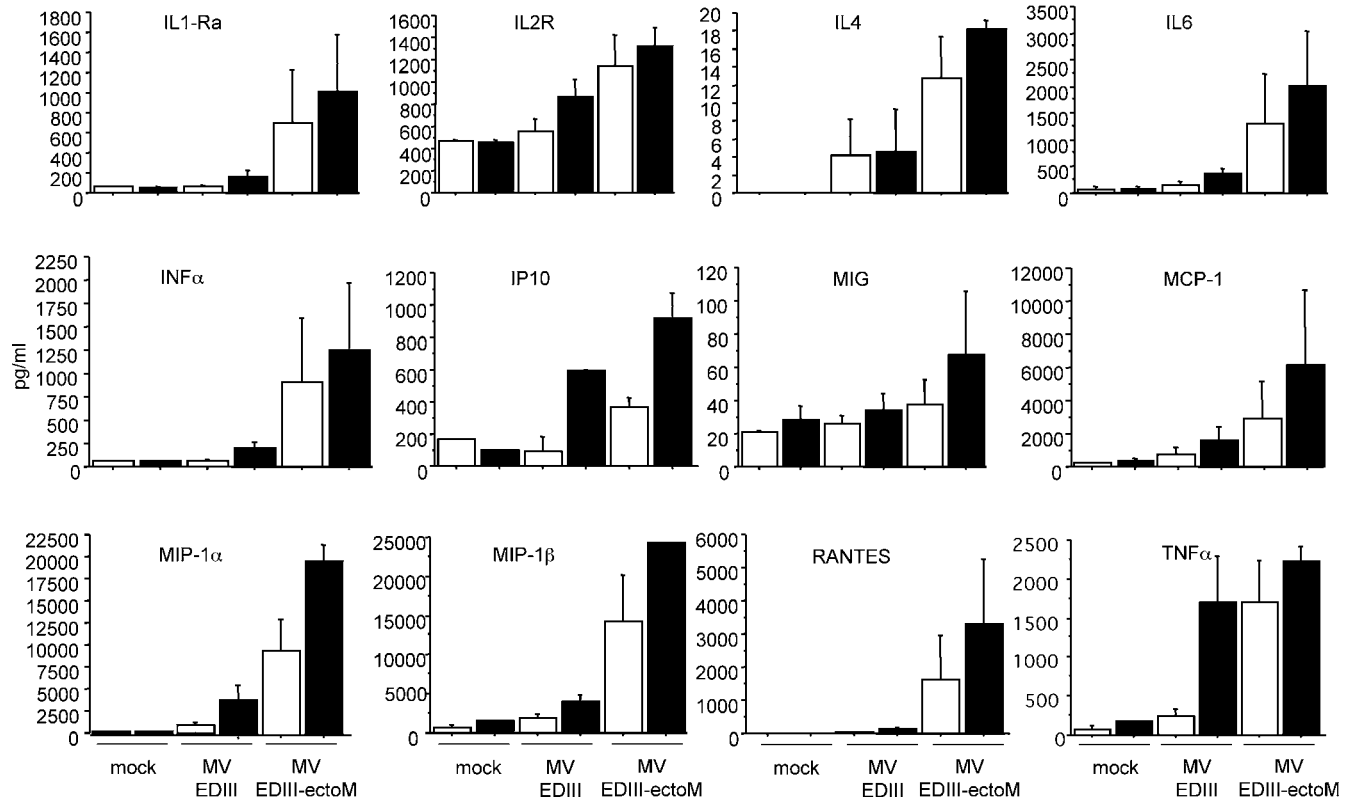 IL1-Ra
1800
1600
1400
1200
1000
800
600
400
200
0
IL2R
1600
1400
1200
1000
800
600
400
200
0
IL4
20
18
16
14
12
10
8
6
4
2
0
IL6
3500
3000
2000
2000
1500
1000
500
0
pg/ml
INFα
2250
2000
1750
1500
1250
1000
750
500
250
0
IP10
1200
1000
800
600
400
200
0
MIG
120
100
80
60
40
20
0
MCP-1
12000
10000
8000
6000
4000
2000
0
MIP-1α
22500
20000
17500
15000
12500
10000
7500
5000
2500
0
MIP-1β
25000
20000
15000
10000
5000
0
RANTES
6000
5000
4000
3000
2000
1000
0
TNFα
2500
2000
1500
1000
500
0
mock
MV
EDIII
MV
EDIII-ectoM
mock
MV
EDIII
MV
EDIII-ectoM
mock
MV
EDIII
MV
EDIII-ectoM
mock
MV
EDIII
MV
EDIII-ectoM